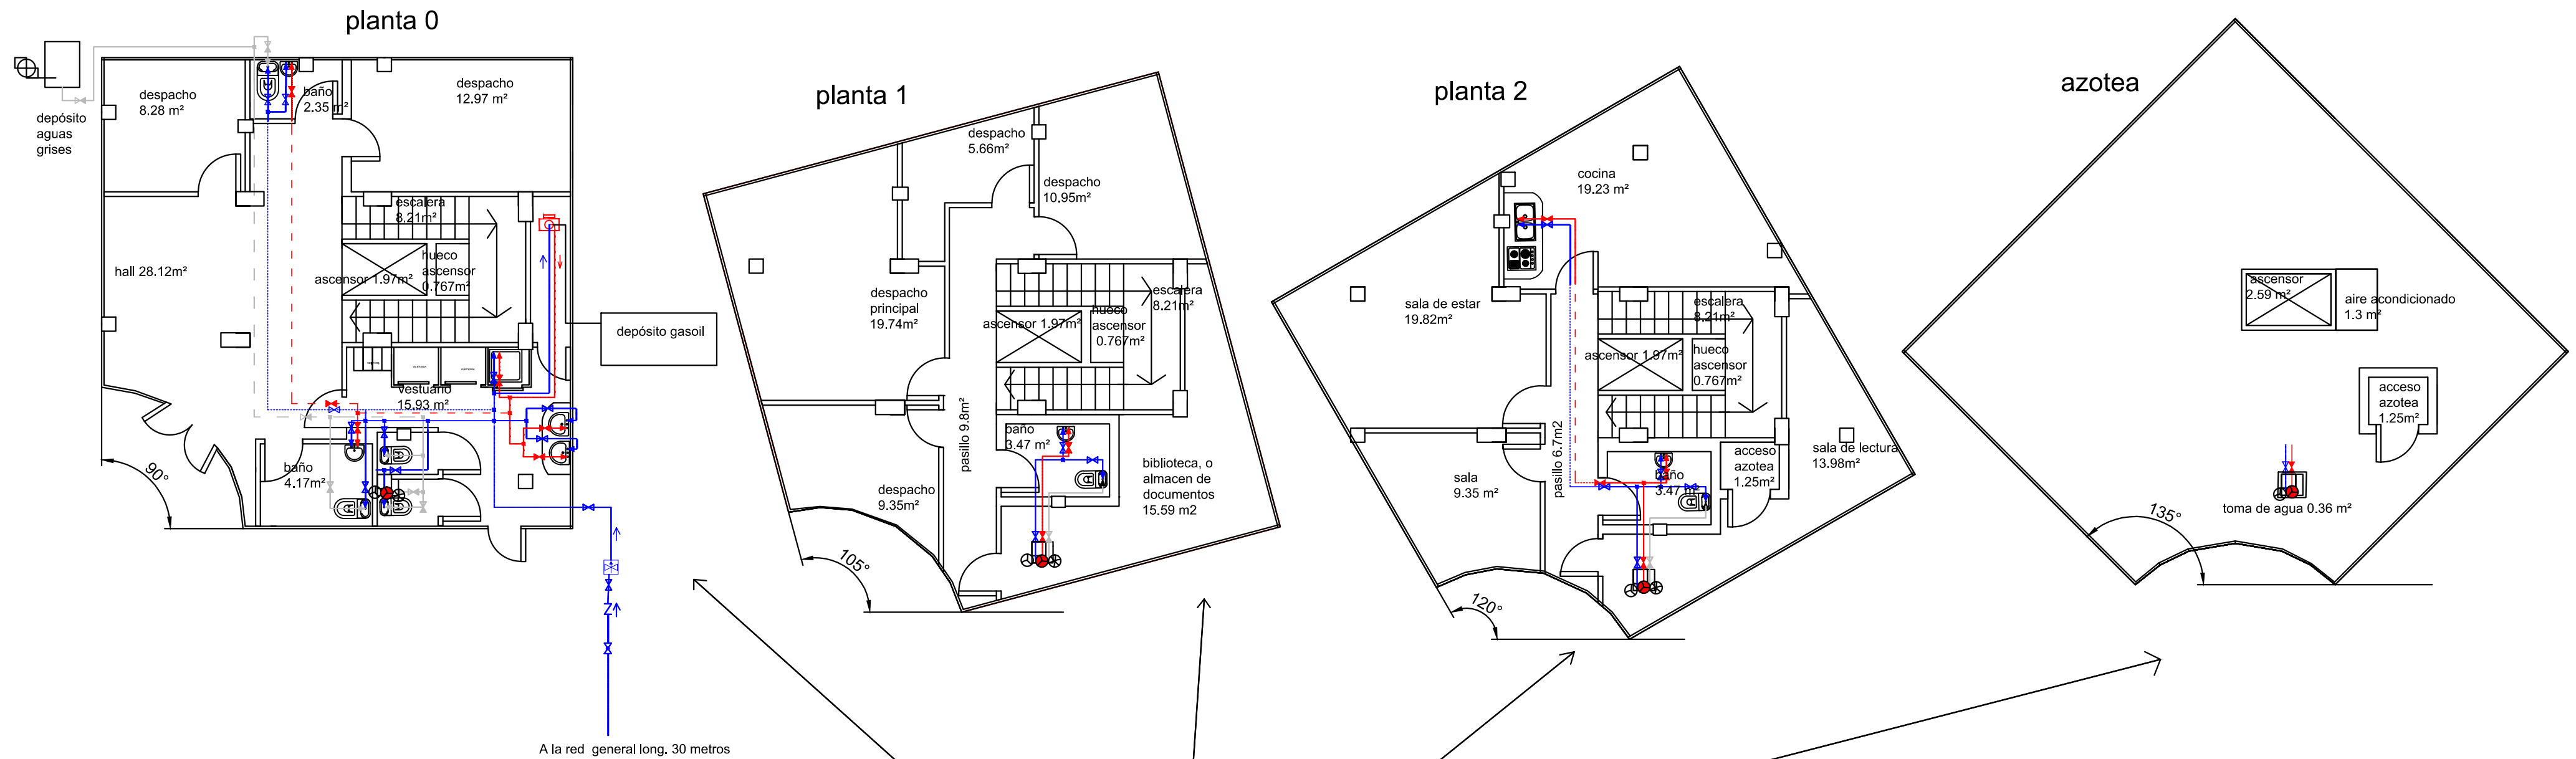 planta 0
depósito
aguas
grises
despacho
8.28 m²
baño
2.35 m²
despacho
12.97 m²
escalera
8.21m²
hall 28.12m²
ascensor 1.97m²
hueco
ascensor
0.767m²
depósito gasoil
vestuario
15.93 m²
baño
4.17m²
90°
A la red general long. 30 metros
planta 1
despacho
5.66m²
despacho
10.95m²
despacho
principal
19.74m²
escalera
8.21m²
ascensor 1.97m²
hueco
ascensor
0.767m²
pasillo 9.8m²
baño
3.47 m²
despacho
9.35m²
biblioteca, o
almacen de
documentos
15.59 m2
105°
planta 2
cocina
19.23 m²
sala de estar
19.82m²
escalera
8.21m²
ascensor 1.97m²
hueco
ascensor
0.767m²
pasillo 6.7m2
sala
9.35 m²
baño
3.47 m²
acceso
azotea
1.25m²
sala de lectura
13.98m²
120°
azotea
ascensor
2.59 m²
aire acondicionado
1.3 m²
acceso
azotea
1.25m²
toma de agua 0.36 m²
135°